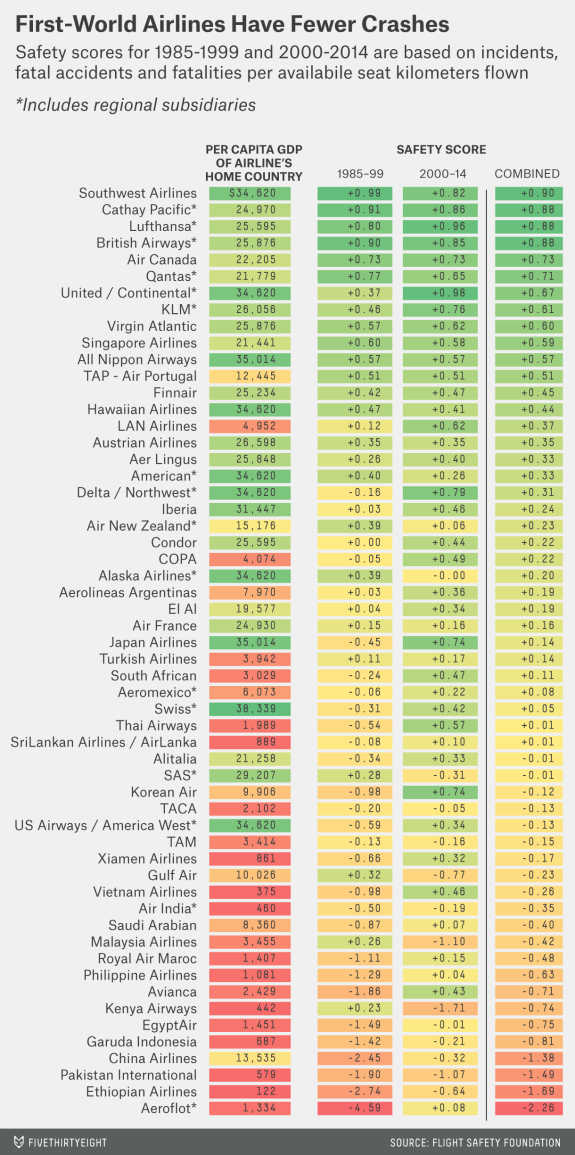 First-World Airlines Have Fewer Crashes
Safety scores for 1985-1999 and 2000-2014 are based on incidents,
fatal accidents and fatalities per availabile seat kilometers flown
*Includes regional subsidiaries
PER CAPITA GDP
OF AIRLINE'S
HOME COUNTRY
SAFETY SCORE
1985–99 2000–14 COMBINED
Southwest Airlines $34,620 +0.99 +0.82 +0.90
Cathay Pacific* 24,970 +0.91 +0.86 +0.88
Lufthansa* 25,595 +0.80 +0.96 +0.88
British Airways* 25,876 +0.90 +0.85 +0.88
Air Canada 22,205 +0.73 +0.73 +0.73
Qantas* 21,779 +0.77 +0.65 +0.71
United / Continental* 34,620 +0.37 +0.98 +0.67
KLM* 26,056 +0.46 +0.76 +0.61
Virgin Atlantic 25,876 +0.57 +0.62 +0.60
Singapore Airlines 21,441 +0.60 +0.58 +0.59
All Nippon Airways 35,014 +0.57 +0.57 +0.57
TAP - Air Portugal 12,445 +0.51 +0.51 +0.51
Finnair 25,234 +0.42 +0.47 +0.45
Hawaiian Airlines 34,620 +0.47 +0.41 +0.44
LAN Airlines 4,952 +0.12 +0.62 +0.37
Austrian Airlines 26,598 +0.35 +0.35 +0.35
Aer Lingus 25,848 +0.26 +0.40 +0.33
American* 34,620 +0.40 +0.26 +0.33
Delta / Northwest* 34,620 -0.16 +0.79 +0.31
Iberia 31,447 +0.03 +0.46 +0.24
Air New Zealand* 15,176 +0.39 +0.06 +0.23
Condor 25,595 +0.00 +0.44 +0.22
COPA 4,074 -0.05 +0.49 +0.22
Alaska Airlines* 34,620 +0.39 -0.00 +0.20
Aerolineas Argentinas 7,970 +0.03 +0.36 +0.19
El Al 19,577 +0.04 +0.34 +0.19
Air France 24,930 +0.15 +0.16 +0.16
Japan Airlines 35,014 -0.45 +0.74 +0.14
Turkish Airlines 3,942 +0.11 +0.17 +0.14
South African 3,029 -0.24 +0.47 +0.11
Aeromexico* 6,073 -0.06 +0.22 +0.08
Swiss* 38,339 -0.31 +0.42 +0.05
Thai Airways 1,989 -0.54 +0.57 +0.01
SriLankan Airlines / AirLanka 889 -0.08 +0.10 +0.01
Alitalia 21,258 -0.34 +0.33 -0.01
SAS* 29,207 +0.28 -0.31 -0.01
Korean Air 9,906 -0.98 +0.74 -0.12
TACA 2,102 -0.20 -0.05 -0.13
US Airways / America West* 34,620 -0.59 +0.34 -0.13
TAM 3,414 -0.13 -0.16 -0.15
Xiamen Airlines 861 -0.66 +0.32 -0.17
Gulf Air 10,026 +0.32 -0.77 -0.23
Vietnam Airlines 375 -0.98 +0.46 -0.26
Air India* 460 -0.50 -0.19 -0.35
Saudi Arabian 8,360 -0.87 +0.07 -0.40
Malaysia Airlines 3,455 +0.26 -1.10 -0.42
Royal Air Maroc 1,407 -1.11 +0.15 -0.48
Philippine Airlines 1,081 -1.29 +0.04 -0.63
Avianca 2,429 -1.86 +0.43 -0.71
Kenya Airways 442 +0.23 -1.71 -0.74
EgyptAir 1,451 -1.49 -0.01 -0.75
Garuda Indonesia 687 -1.42 -0.21 -0.81
China Airlines 13,535 -2.45 -0.32 -1.38
Pakistan International 579 -1.90 -1.07 -1.49
Ethiopian Airlines 122 -2.74 -0.64 -1.69
Aeroflot* 1,334 -4.59 +0.08 -2.26
FIVETHIRTYEIGHT SOURCE: FLIGHT SAFETY FOUNDATION